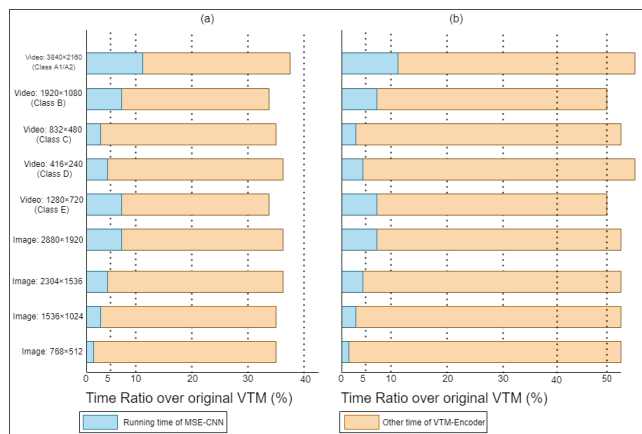 (a)
(b)
Video: 3840×2160
(Class A1/A2)
Video: 1920×1080
(Class B)
Video: 832×480
(Class C)
Video: 416×240
(Class D)
Video: 1280×720
(Class E)
Image: 2880×1920
Image: 2304×1536
Image: 1536×1024
Image: 768×512
0 5 10 20 30 40
0 5 10 20 30 40 50
Time Ratio over original VTM (%)
Time Ratio over original VTM (%)
Running time of MSE-CNN
Other time of VTM-Encoder